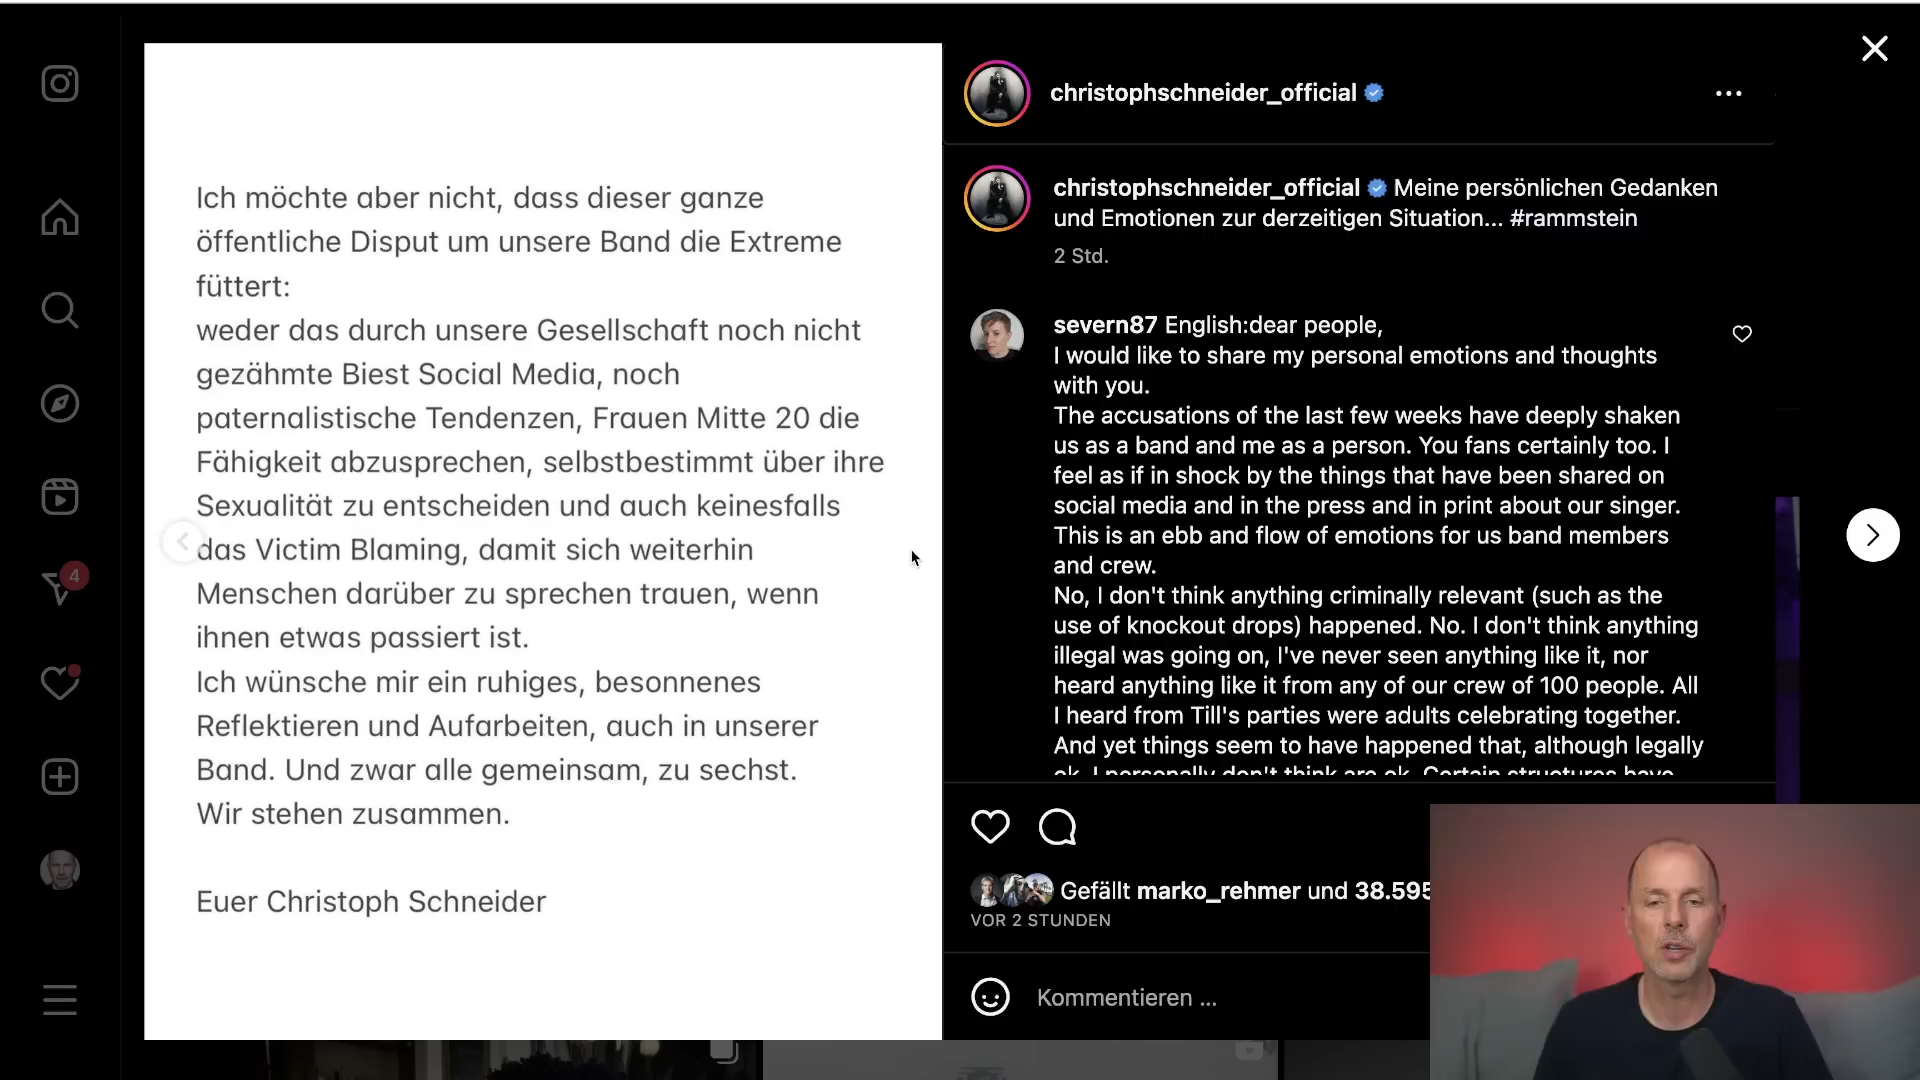 Ich möchte aber nicht, dass dieser ganze
öffentliche Disput um unsere Band die Extreme
füttert:
weder das durch unsere Gesellschaft noch nicht
gezähmte Biest Social Media, noch
paternalistische Tendenzen, Frauen Mitte 20 die
Fähigkeit abzusprechen, selbstbestimmt über ihre
Sexualität zu entscheiden und auch keinesfalls
das Victim Blaming, damit sich weiterhin
Menschen darüber zu sprechen trauen, wenn
ihnen etwas passiert ist.
Ich wünsche mir ein ruhiges, besonnenes
Reflektieren und Aufarbeiten, auch in unserer
Band. Und zwar alle gemeinsam, zu sechst.
Wir stehen zusammen.
Euer Christoph Schneider
4
christophschneider_official
christophschneider_official Meine persönlichen Gedanken
und Emotionen zur derzeitigen Situation... #rammstein
2 Std.
severn87 English:dear people,
I would like to share my personal emotions and thoughts
with you.
The accusations of the last few weeks have deeply shaken
us as a band and me as a person. You fans certainly too. I
feel as if in shock by the things that have been shared on
social media and in the press and in print about our singer.
This is an ebb and flow of emotions for us band members
and crew.
No, I don't think anything criminally relevant (such as the
use of knockout drops) happened. No. I don't think anything
illegal was going on, I've never seen anything like it, nor
heard anything like it from any of our crew of 100 people. All
I heard from Till's parties were adults celebrating together.
And yet things seem to have happened that, although legally
ok, I personally don't think are ok. Certain structures have
Gefällt marko_rehmer und 38.595
VOR 2 STUNDEN
Kommentieren ...